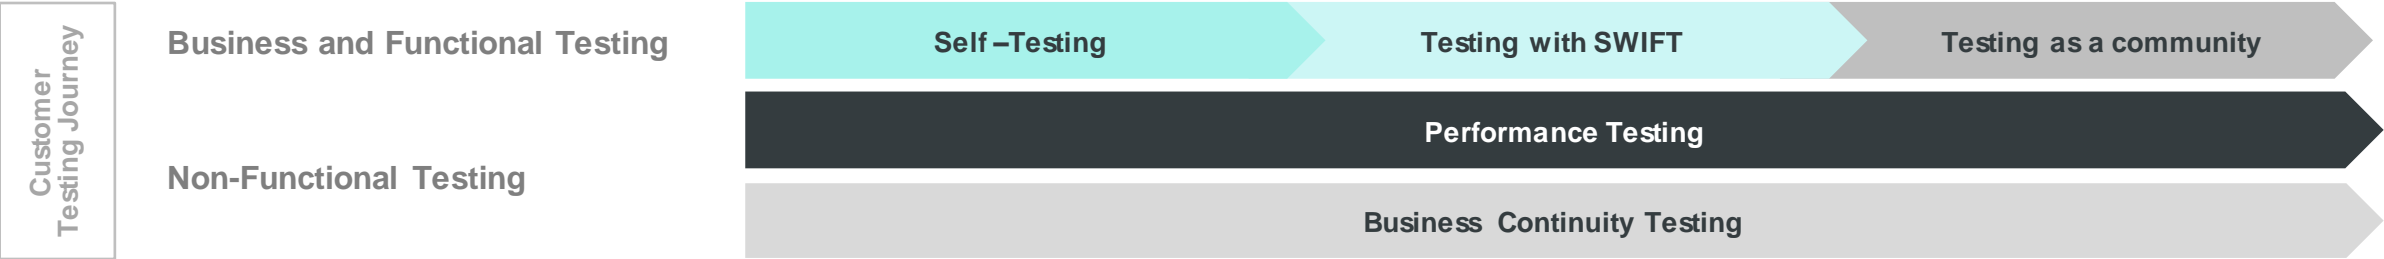 Customer
Testing Journey
Business and Functional Testing
Self –Testing
Testing with SWIFT
Testing as a community
Non-Functional Testing
Performance Testing
Business Continuity Testing